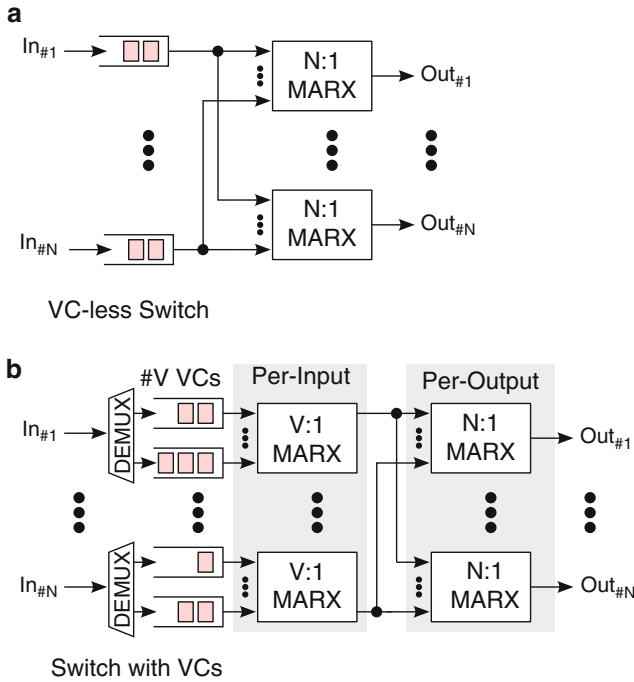 a
In#1
N:1
MARX
Out#1
In#N
N:1
MARX
Out#N
VC-less Switch
b
#V VCs
Per-Input
Per-Output
In#1
DEMUX
V:1
MARX
N:1
MARX
Out#1
In#N
DEMUX
V:1
MARX
N:1
MARX
Out#N
Switch with VCs